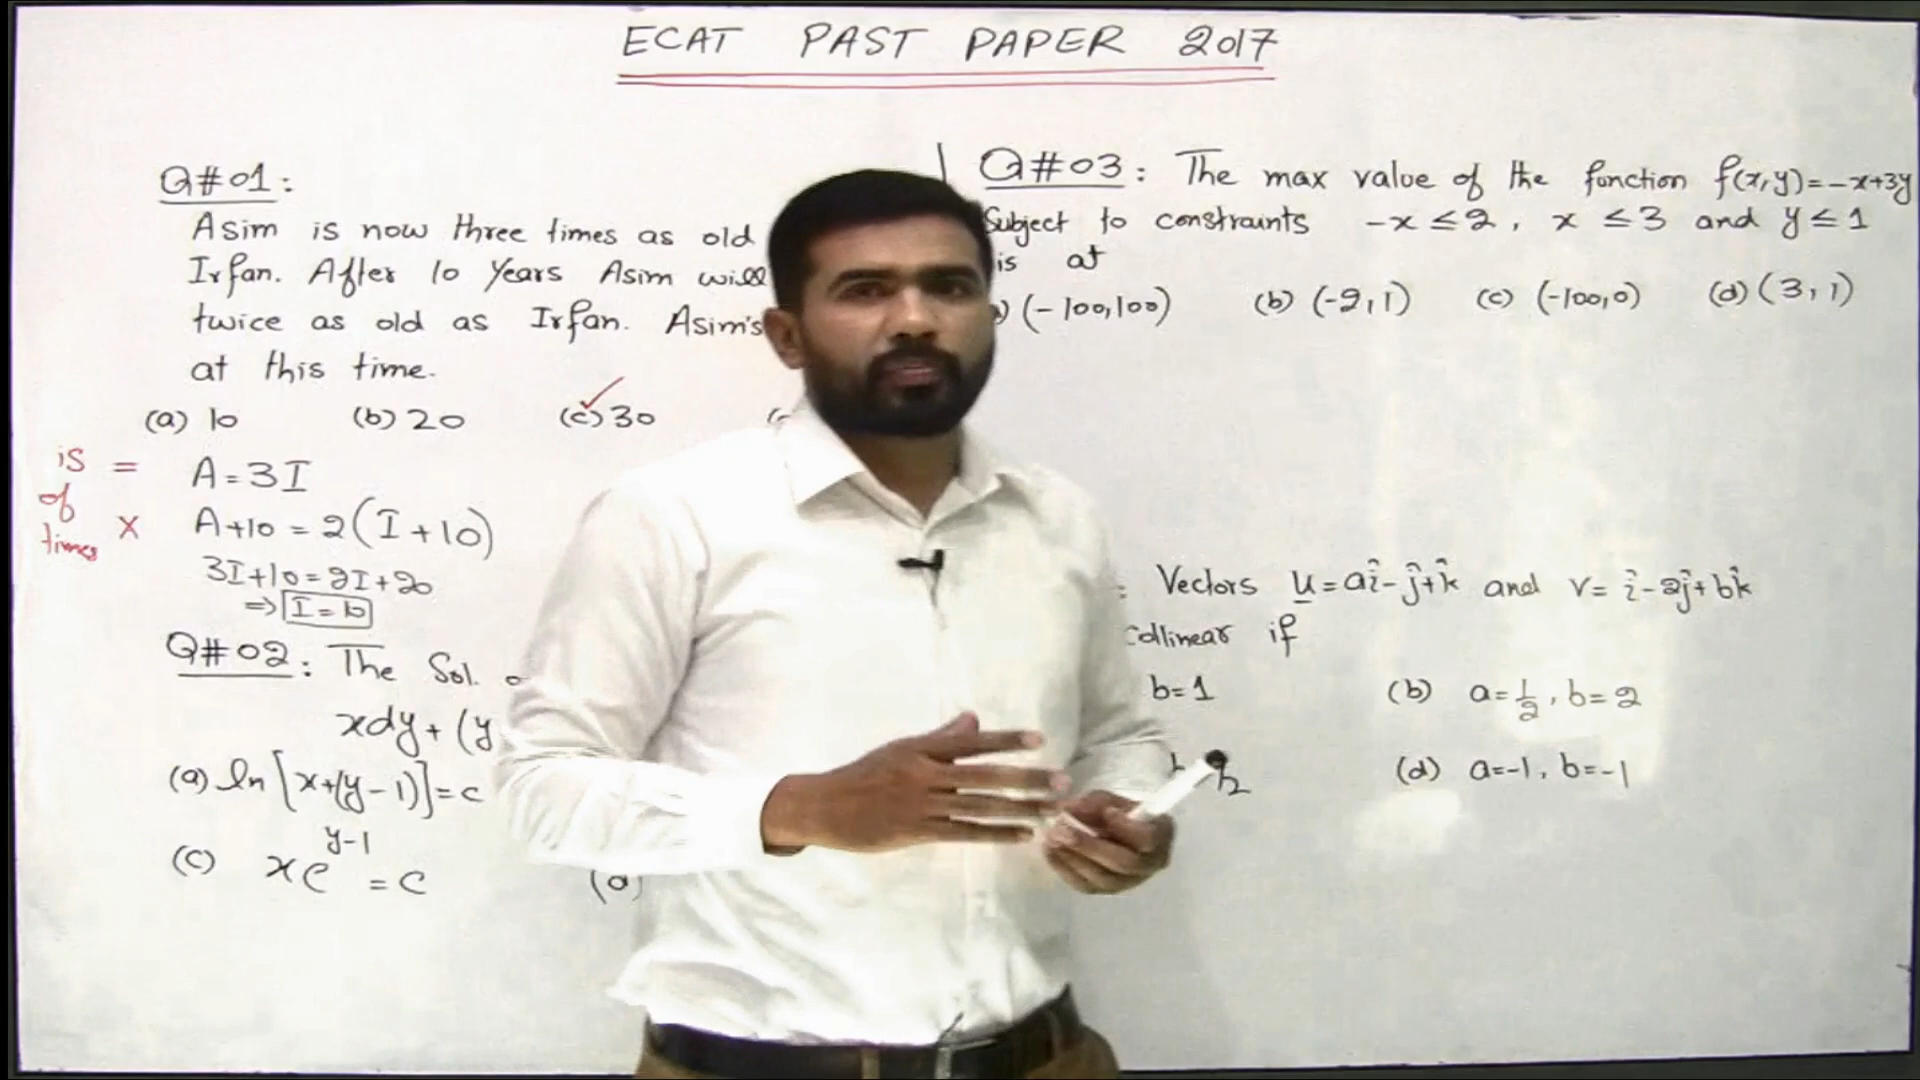 ECAT PAST PAPER 2017
Q#01:
Asim is now three times as old
Irfan. After 10 years Asim will
twice as old as Irfan. Asim's
at this time.
(a) 10 (b) 20 (c) 30
is =
of
times ×
A=3I
A+10=2(I+10)
3I+10=2I+20
⇒ I=10
Q#02: The Sol.
xdy+(y
(a) ln[x+(y-1)]=c
(c) xe^{y-1}=c
(d)
Q#03: The max value of the function f(x,y)=-x+3y
Subject to constraints -x≤2, x≤3 and y≤1
is at
(-100,100) (b) (-2,1) (c) (-100,0) (d) (3,1)
: Vectors u=aî-ĵ+k̂ and v=î-2ĵ+bk̂
collinear if
b=1 (b) a=1/2, b=2
(d) a=-1, b=-1